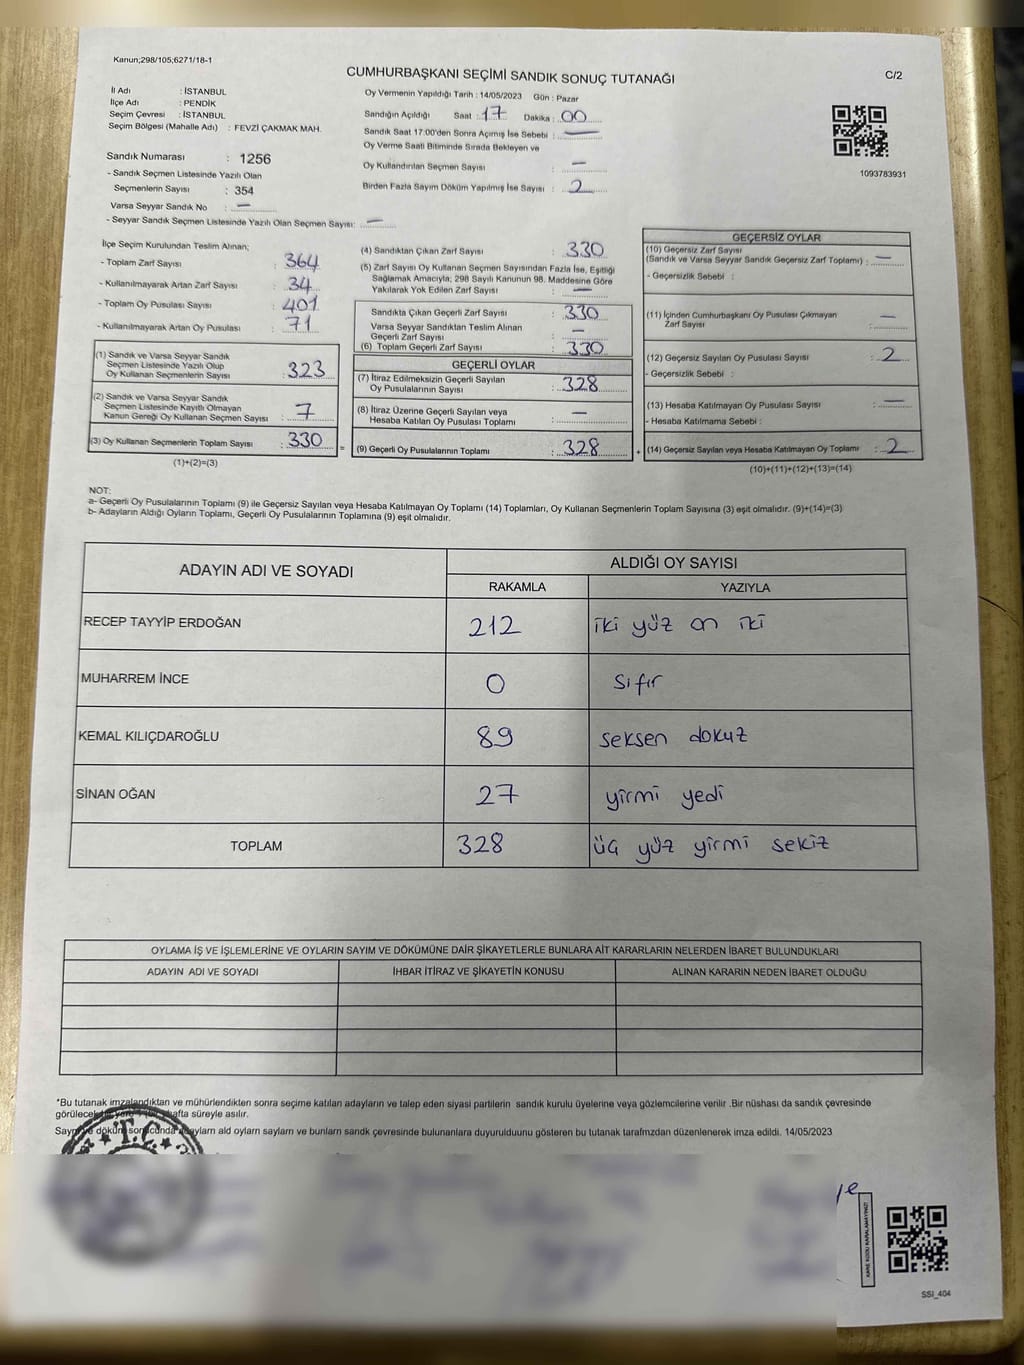 Kanun;298/105;6271/18-1
CUMHURBAŞKANI SEÇİMİ SANDIK SONUÇ TUTANAĞI
C/2
İl Adı : İSTANBUL
İlçe Adı : PENDİK
Seçim Çevresi : İSTANBUL
Seçim Bölgesi (Mahalle Adı) : FEVZİ ÇAKMAK MAH.
Oy Vermenin Yapıldığı Tarih : 14/05/2023 Gün : Pazar
Sandığın Açıldığı Saat : 17 Dakika : 00
Sandık Saat 17:00'den Sonra Açımış İse Sebebi : —
Oy Verme Saati Bitiminde Sırada Bekleyen ve
Oy Kullandırılan Seçmen Sayısı : —
Birden Fazla Sayım Döküm Yapılmış İse Sayısı : 2
1093783931
Sandık Numarası : 1256
- Sandık Seçmen Listesinde Yazılı Olan
Seçmenlerin Sayısı : 354
Varsa Seyyar Sandık No : —
- Seyyar Sandık Seçmen Listesinde Yazılı Olan Seçmen Sayısı: —
İlçe Seçim Kurulundan Teslim Alınan;
- Toplam Zarf Sayısı : 364
- Kullanılmayarak Artan Zarf Sayısı : 34
- Toplam Oy Pusulası Sayısı : 401
- Kullanılmayarak Artan Oy Pusulası : 71
(1) Sandık ve Varsa Seyyar Sandık
Seçmen Listesinde Yazılı Olup
Oy Kullanan Seçmenlerin Sayısı : 323
(2) Sandık ve Varsa Seyyar Sandık
Seçmen Listesinde Kayıtlı Olmayan
Kanun Gereği Oy Kullanan Seçmen Sayısı : 7
(3) Oy Kullanan Seçmenlerin Toplam Sayısı : 330 =
(1)+(2)=(3)
(4) Sandıktan Çıkan Zarf Sayısı : 330
(5) Zarf Sayısı Oy Kullanan Seçmen Sayısından Fazla İse, Eşitliği
Sağlamak Amacıyla; 298 Sayılı Kanunun 98. Maddesine Göre
Yakılarak Yok Edilen Zarf Sayısı : —
Sandıkta Çıkan Geçerli Zarf Sayısı : 330
Varsa Seyyar Sandıktan Teslim Alınan
Geçerli Zarf Sayısı : —
(6) Toplam Geçerli Zarf Sayısı : 330
GEÇERLİ OYLAR
(7) İtiraz Edilmeksizin Geçerli Sayılan
Oy Pusulalarının Sayısı : 328
(8) İtiraz Üzerine Geçerli Sayılan veya
Hesaba Katılan Oy Pusulası Toplamı : —
(9) Geçerli Oy Pusulalarının Toplamı : 328 +
GEÇERSİZ OYLAR
(10) Geçersiz Zarf Sayısı
(Sandık ve Varsa Seyyar Sandık Geçersiz Zarf Toplamı) : —
- Geçersizlik Sebebi :
(11) İçinden Cumhurbaşkanı Oy Pusulası Çıkmayan
Zarf Sayısı : —
(12) Geçersiz Sayılan Oy Pusulası Sayısı : 2
- Geçersizlik Sebebi :
(13) Hesaba Katılmayan Oy Pusulası Sayısı : —
- Hesaba Katılmama Sebebi :
(14) Geçersiz Sayılan veya Hesaba Katılmayan Oy Toplamı : 2
(10)+(11)+(12)+(13)=(14)
NOT:
a- Geçerli Oy Pusulalarının Toplamı (9) ile Geçersiz Sayılan veya Hesaba Katılmayan Oy Toplamı (14) Toplamları, Oy Kullanan Seçmenlerin Toplam Sayısına (3) eşit olmalıdır. (9)+(14)=(3)
b- Adayların Aldığı Oyların Toplamı, Geçerli Oy Pusulalarının Toplamına (9) eşit olmalıdır.
ADAYIN ADI VE SOYADI
ALDIĞI OY SAYISI
RAKAMLA YAZIYLA
RECEP TAYYİP ERDOĞAN 212 iki yüz on iki
MUHARREM İNCE 0 sıfır
KEMAL KILIÇDAROĞLU 89 seksen dokuz
SİNAN OĞAN 27 yirmi yedi
TOPLAM 328 üç yüz yirmi sekiz
OYLAMA İŞ VE İŞLEMLERİNE VE OYLARIN SAYIM VE DÖKÜMÜNE DAİR ŞİKAYETLERLE BUNLARA AİT KARARLARIN NELERDEN İBARET BULUNDUKLARI
ADAYIN ADI VE SOYADI İHBAR İTİRAZ VE ŞİKAYETİN KONUSU ALINAN KARARIN NEDEN İBARET OLDUĞU
*Bu tutanak imzalandıktan ve mühürlendikten sonra seçime katılan adayların ve talep eden siyasi partilerin sandık kurulu üyelerine veya gözlemcilerine verilir .Bir nüshası da sandık çevresinde
hafta süreyle asılır.
döküm sonucunda ald oylarn saylarn ve bunlarn sandk çevresinde bulunanlara duyurulduunu gösteren bu tutanak tarafmzdan düzenlenerek imza edildi. 14/05/2023
T.C.
KARE KODU KARALAMAYINIZ!
SSI_404